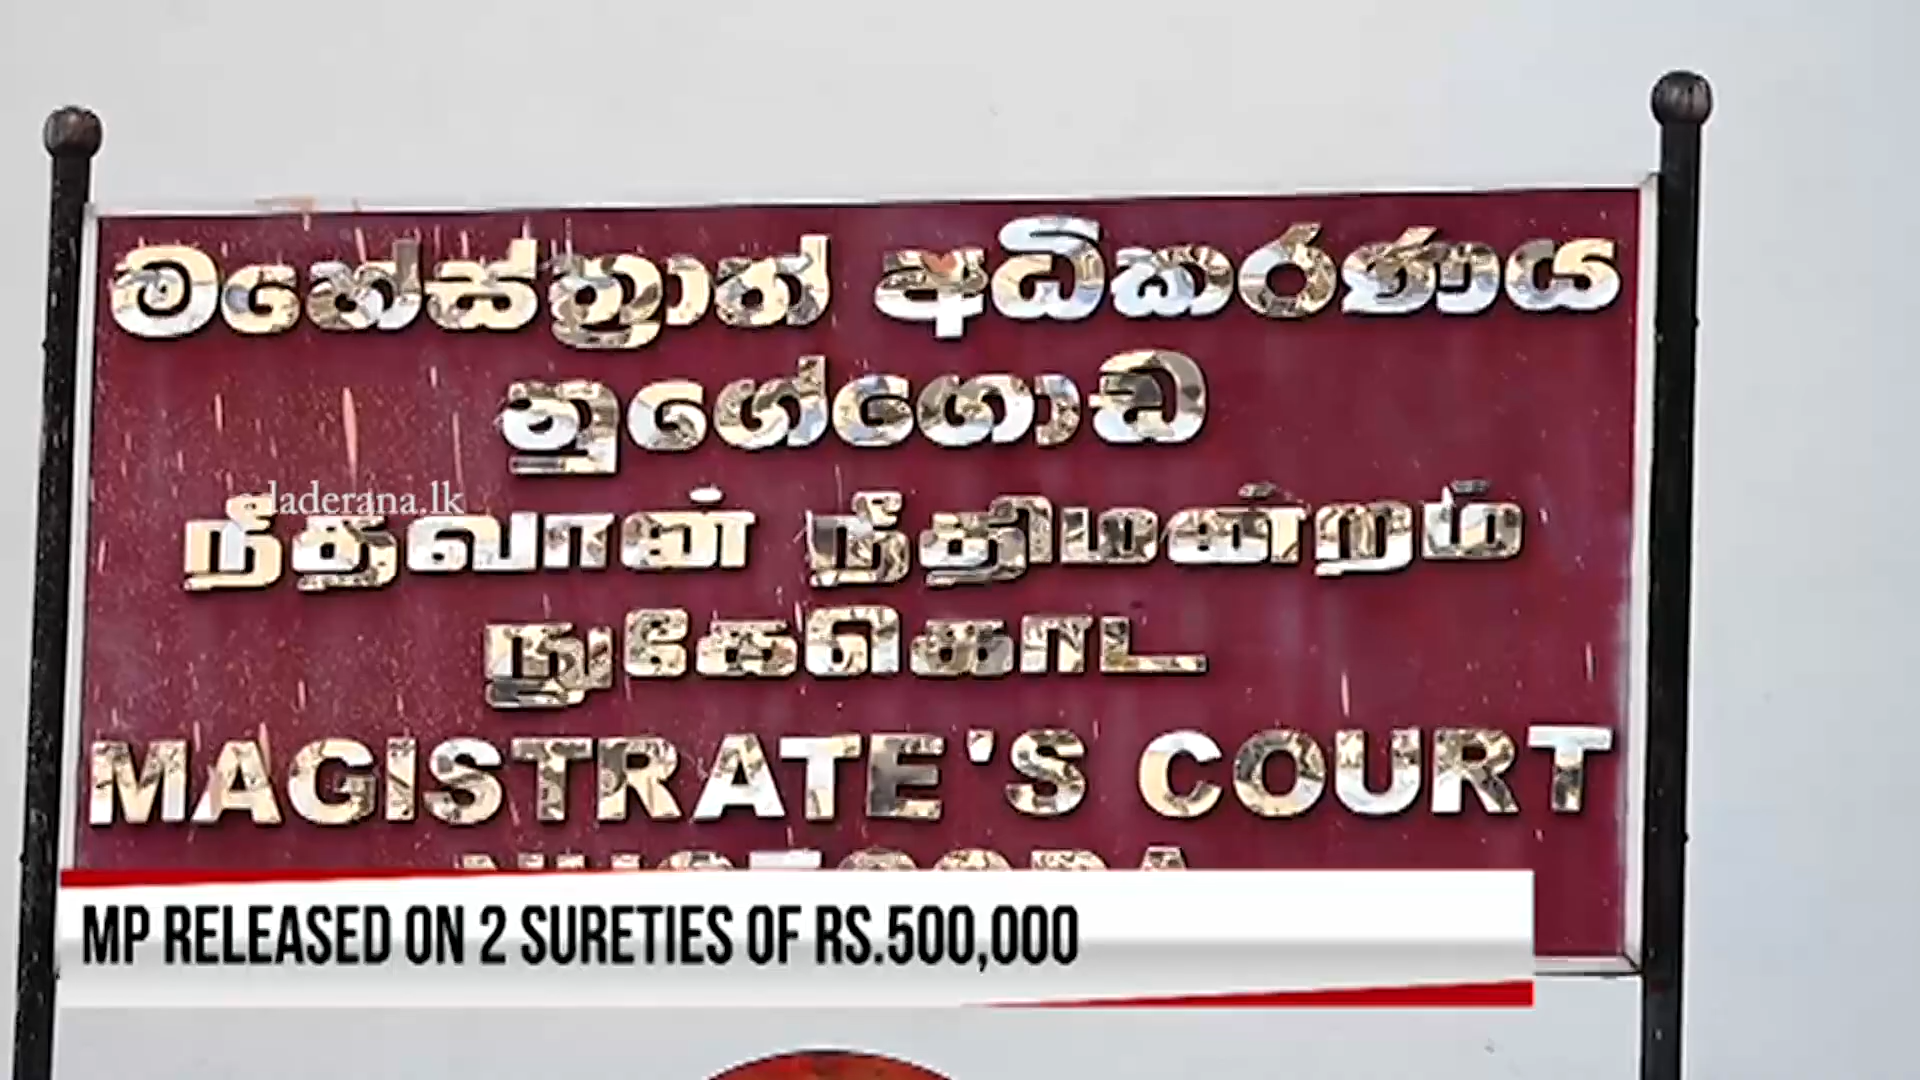 මහේස්ත්‍රාත් අධිකරණය
නුගේගොඩ
adaderana.lk
நீதவான் நீதிமன்றம்
நுகேகொட
MAGISTRATE'S COURT
NUGEGODA
MP RELEASED ON 2 SURETIES OF RS.500,000